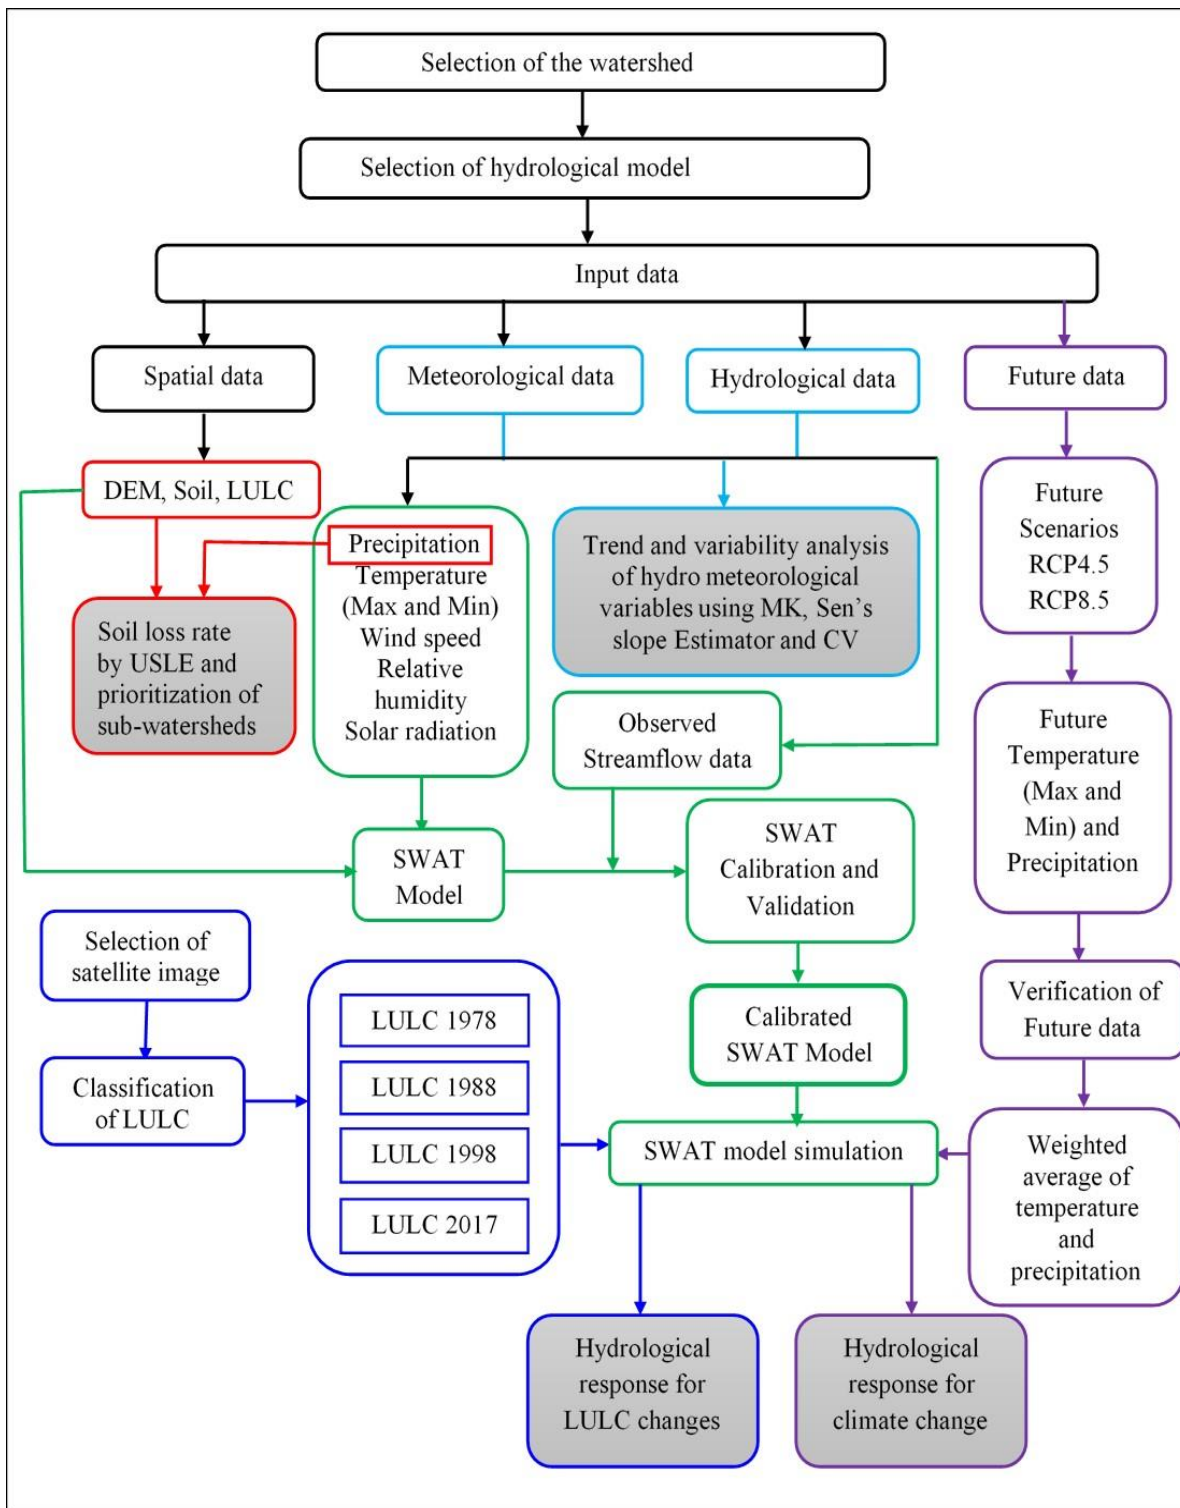 Selection of the watershed
Selection of hydrological model
Input data
Spatial data
Meteorological data
Hydrological data
Future data
DEM, Soil, LULC
Precipitation
Temperature
(Max and Min)
Wind speed
Relative
humidity
Solar radiation
Trend and variability analysis
of hydro meteorological
variables using MK, Sen’s
slope Estimator and CV
Future
Scenarios
RCP4.5
RCP8.5
Soil loss rate
by USLE and
prioritization of
sub-watersheds
Observed
Streamflow data
Future
Temperature
(Max and
Min) and
Precipitation
SWAT
Model
SWAT
Calibration and
Validation
Selection of
satellite image
Classification
of LULC
LULC 1978
LULC 1988
LULC 1998
LULC 2017
Calibrated
SWAT Model
Verification of
Future data
SWAT model simulation
Weighted
average of
temperature
and
precipitation
Hydrological
response for
LULC changes
Hydrological
response for
climate change